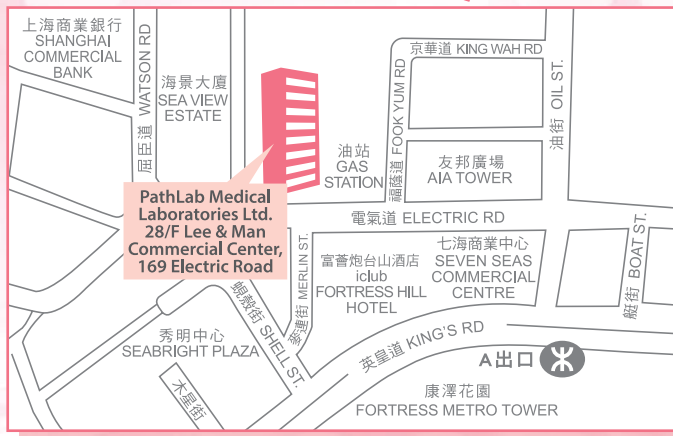 上海商業銀行
SHANGHAI
COMMERCIAL
BANK
屈臣道 WATSON RD
海景大廈
SEA VIEW
ESTATE
京華道 KING WAH RD
福蔭道 FOOK YUM RD
油街 OIL ST.
油站
GAS
STATION
友邦廣場
AIA TOWER
PathLab Medical
Laboratories Ltd.
28/F Lee & Man
Commercial Center,
169 Electric Road
電氣道 ELECTRIC RD
蜆殼街 SHELL ST.
麥連街 MERLIN ST.
富薈炮台山酒店
iclub
FORTRESS HILL
HOTEL
七海商業中心
SEVEN SEAS
COMMERCIAL
CENTRE
艇街 BOAT ST.
秀明中心
SEABRIGHT PLAZA
木星街
英皇道 KING'S RD
A出口
康澤花園
FORTRESS METRO TOWER